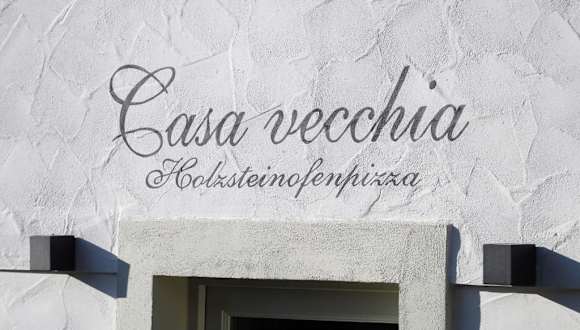 Casa vecchia
Holzsteinofenpizza